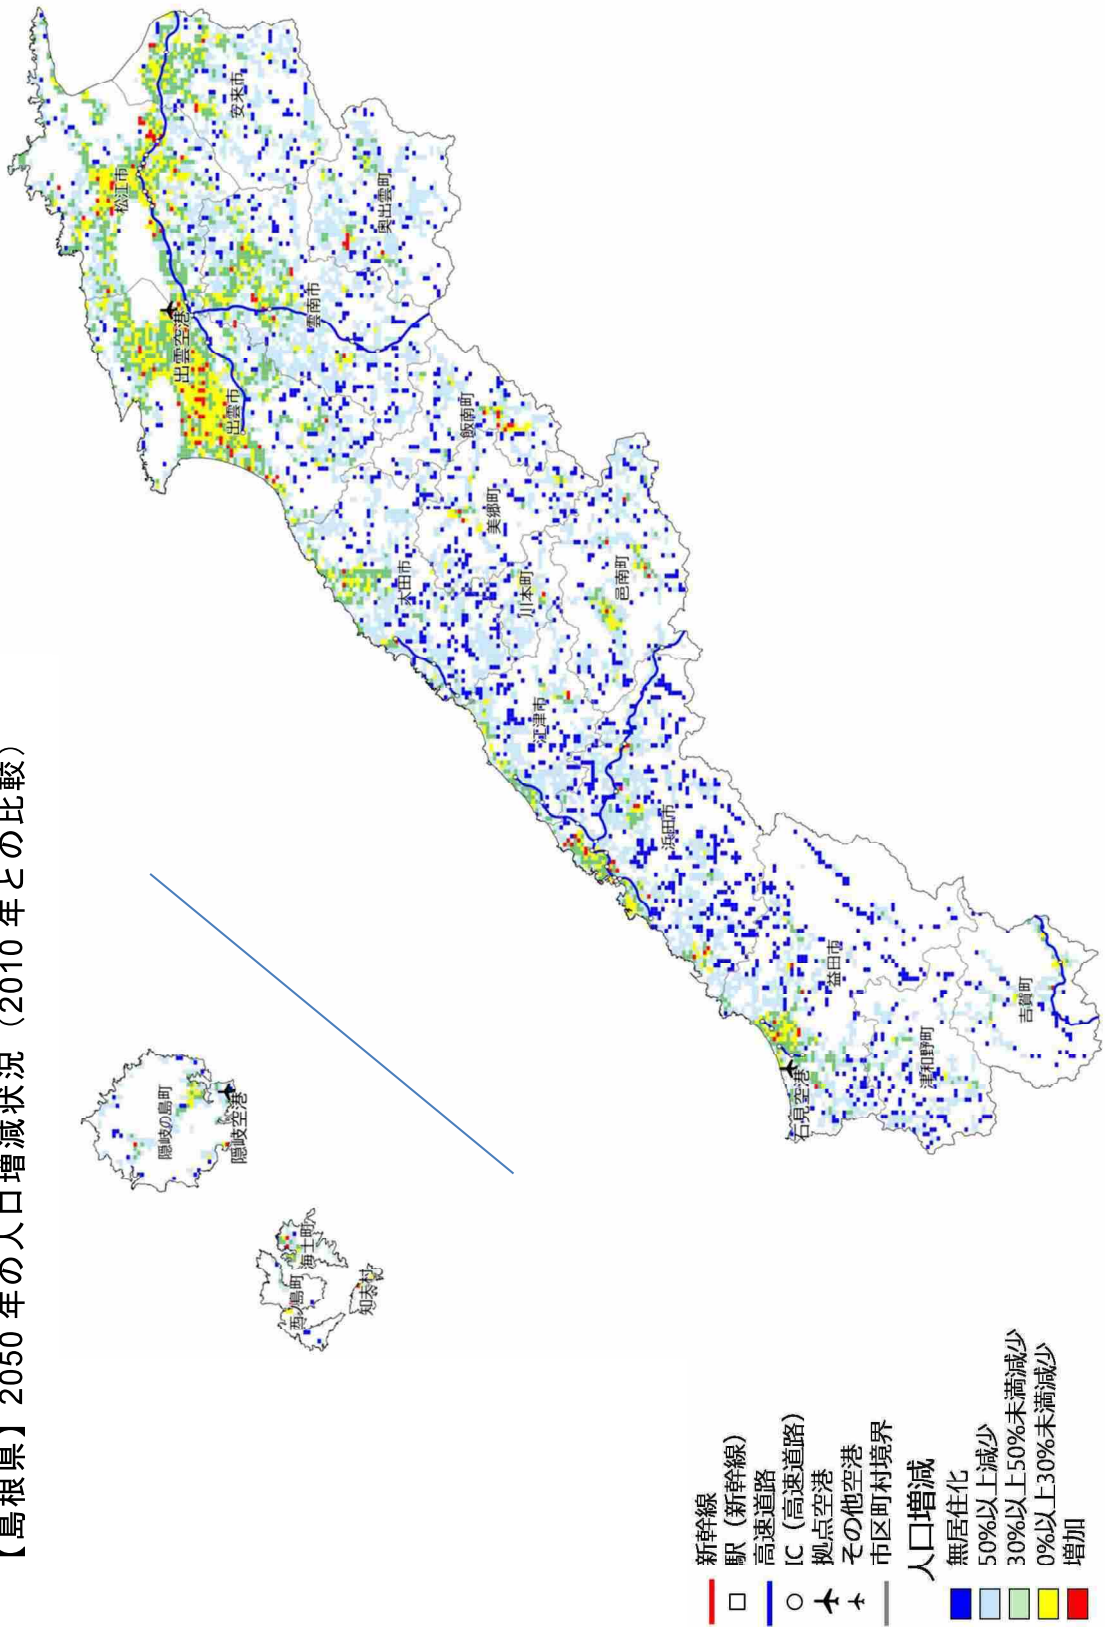 【島根県】2050 年の人口増減状況（2010 年との比較）
隠岐の島町
隠岐空港
海士町
西ノ島町
知夫村
松江市
安来市
出雲空港
出雲市
雲南市
奥出雲町
飯南町
大田市
美郷町
川本町
邑南町
江津市
浜田市
益田市
石見空港
津和野町
吉賀町
新幹線
駅（新幹線）
高速道路
IC（高速道路）
拠点空港
その他空港
市区町村境界
人口増減
無居住化
50%以上減少
30%以上50%未満減少
0%以上30%未満減少
増加